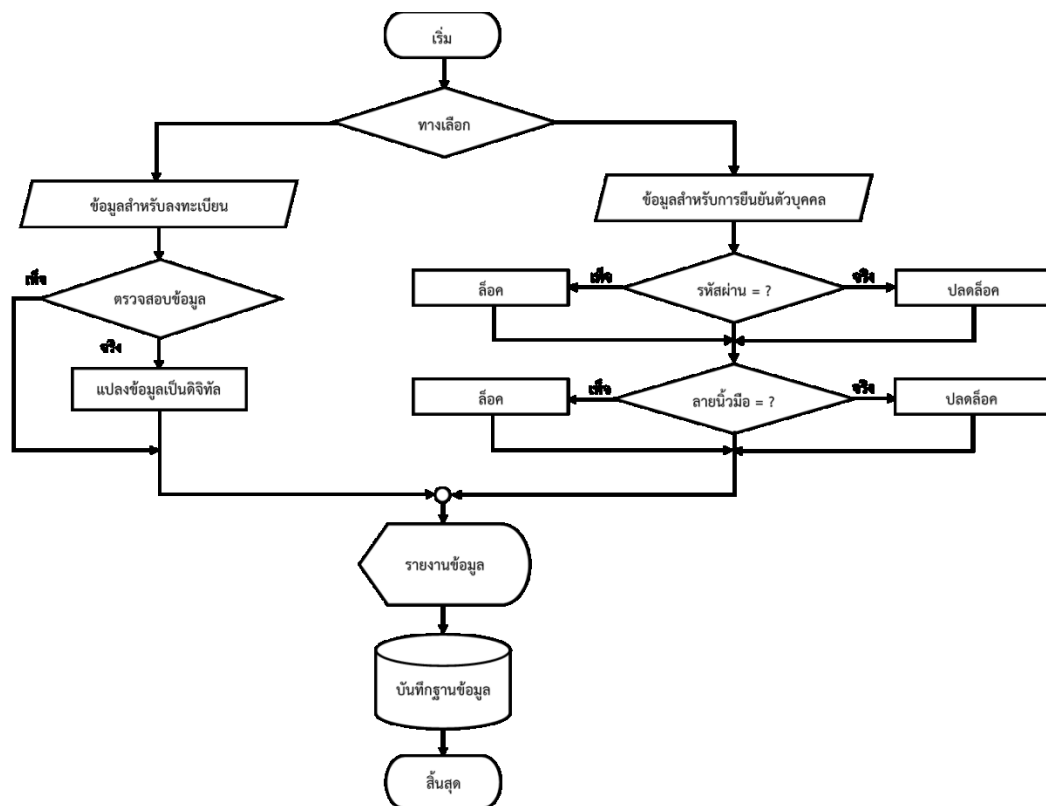 เริ่ม
ทางเลือก
ข้อมูลสำหรับลงทะเบียน
ข้อมูลสำหรับการยืนยันตัวบุคคล
เท็จ
ตรวจสอบข้อมูล
ล็อค
เท็จ
รหัสผ่าน = ?
จริง
ปลดล็อค
จริง
แปลงข้อมูลเป็นดิจิทัล
ล็อค
เท็จ
ลายนิ้วมือ = ?
จริง
ปลดล็อค
รายงานข้อมูล
บันทึกฐานข้อมูล
สิ้นสุด